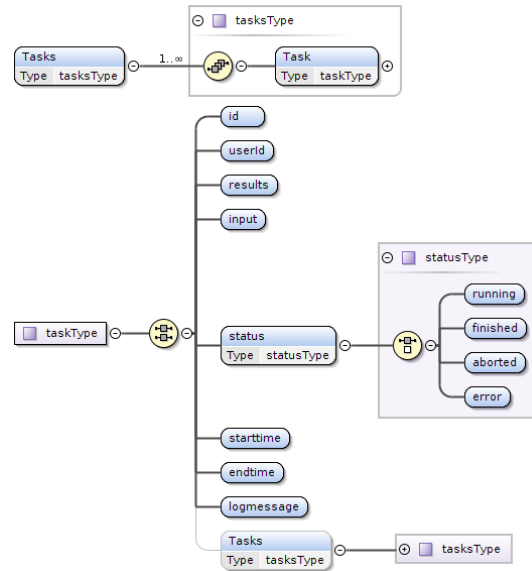 tasksType
Tasks
Type tasksType
1..∞
Task
Type taskType
id
userId
results
input
statusType
running
finished
aborted
error
taskType
status
Type statusType
starttime
endtime
logmessage
Tasks
Type tasksType
tasksType